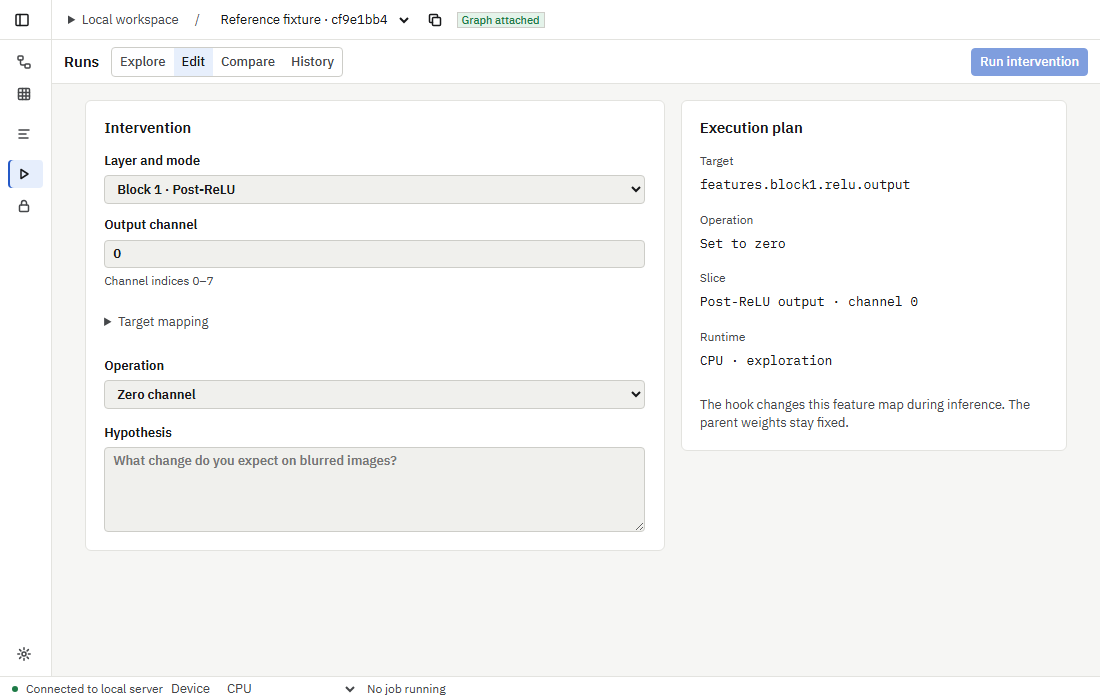 Local workspace / Reference fixture · cf9e1bb4 Graph attached
Runs Explore Edit Compare History Run intervention
Intervention
Layer and mode
Block 1 · Post-ReLU
Output channel
0
Channel indices 0–7
Target mapping
Operation
Zero channel
Hypothesis
What change do you expect on blurred images?
Execution plan
Target
features.block1.relu.output
Operation
Set to zero
Slice
Post-ReLU output · channel 0
Runtime
CPU · exploration
The hook changes this feature map during inference. The
parent weights stay fixed.
Connected to local server Device CPU No job running